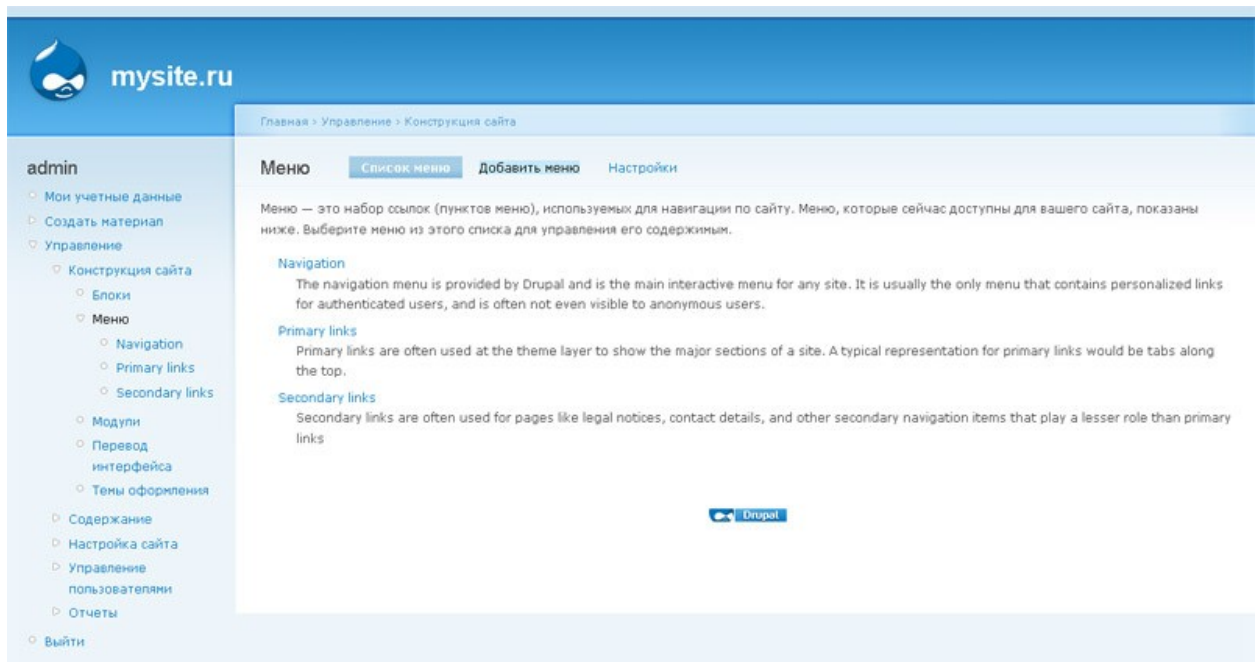 mysite.ru
Главная › Управление › Конструкция сайта
admin
Мои учетные данные
Создать материал
Управление
Конструкция сайта
Блоки
Меню
Navigation
Primary links
Secondary links
Модули
Перевод
интерфейса
Темы оформления
Содержание
Настройка сайта
Управление
пользователями
Отчеты
Выйти
Меню Список меню Добавить меню Настройки
Меню — это набор ссылок (пунктов меню), используемых для навигации по сайту. Меню, которые сейчас доступны для вашего сайта, показаны
ниже. Выберите меню из этого списка для управления его содержимым.
Navigation
The navigation menu is provided by Drupal and is the main interactive menu for any site. It is usually the only menu that contains personalized links
for authenticated users, and is often not even visible to anonymous users.
Primary links
Primary links are often used at the theme layer to show the major sections of a site. A typical representation for primary links would be tabs along
the top.
Secondary links
Secondary links are often used for pages like legal notices, contact details, and other secondary navigation items that play a lesser role than primary
links
Drupal